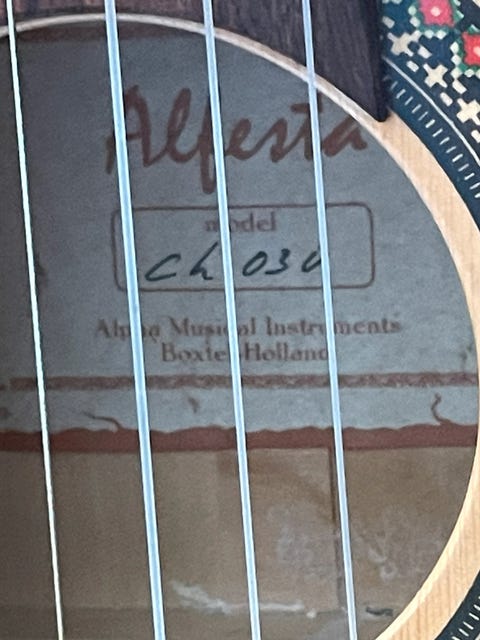 Alfesta
model
Ch 030
Alpha Musical Instruments
Boxtel-Holland